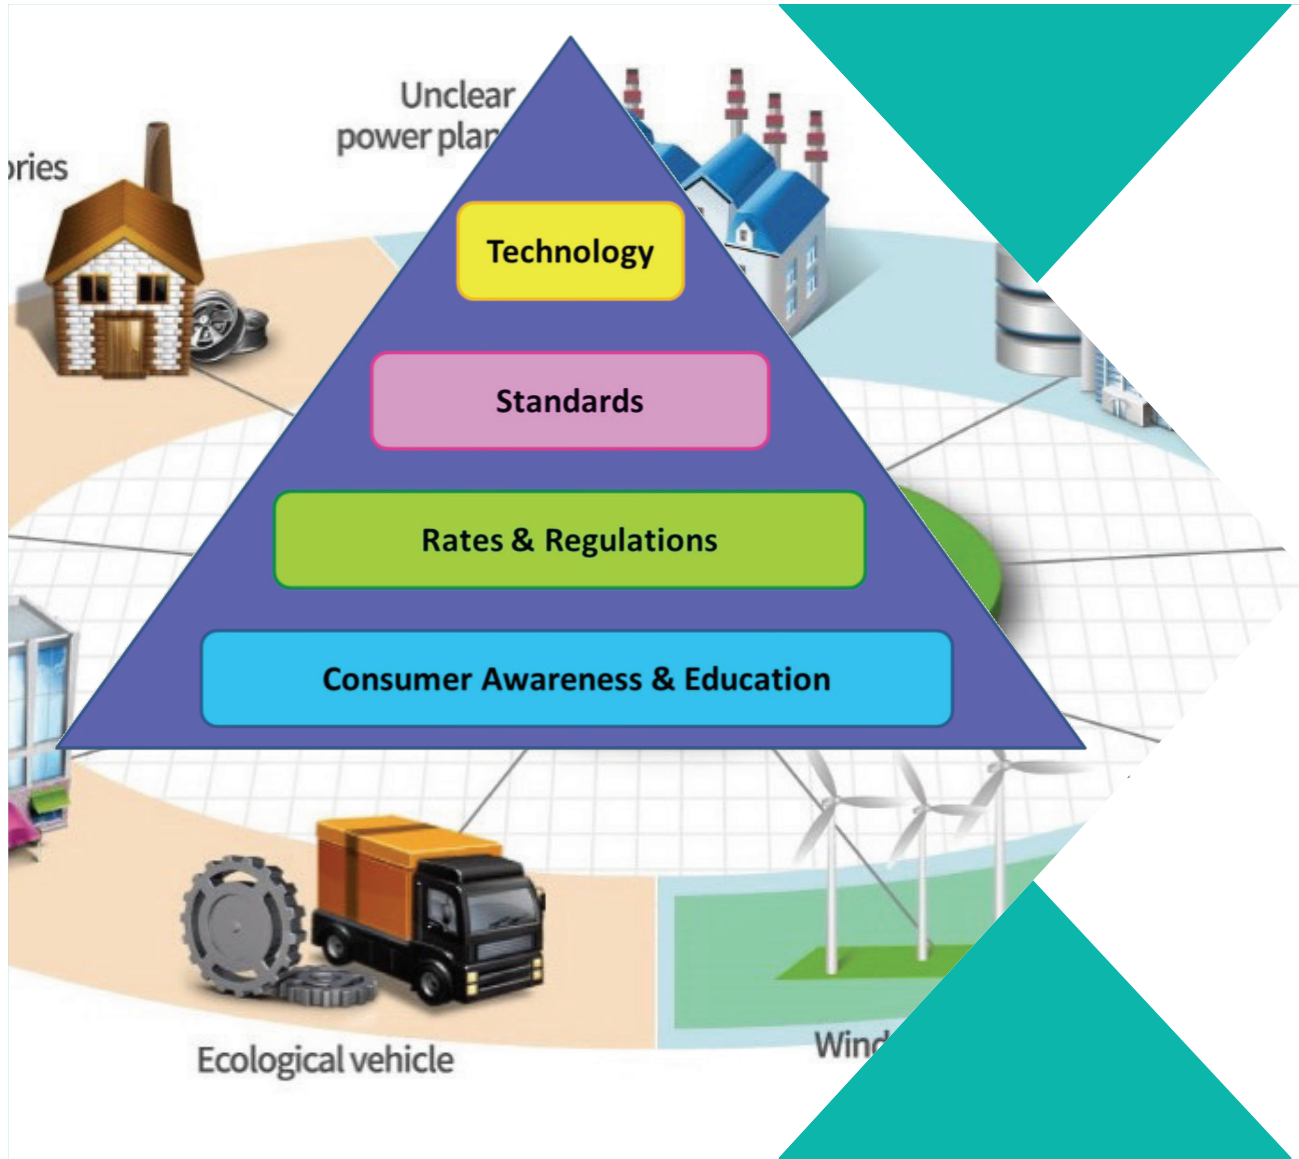 Unclear
power plan
ories
Technology
Standards
Rates & Regulations
Consumer Awareness & Education
Ecological vehicle
Wind